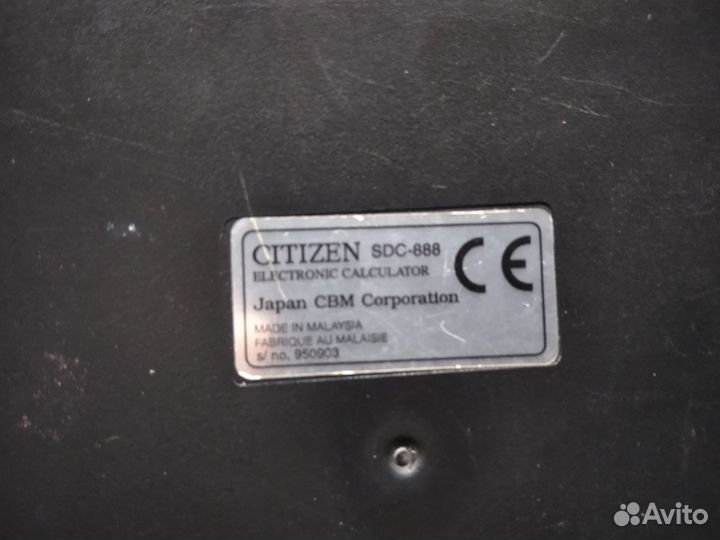 CITIZEN SDC-888
ELECTRONIC CALCULATOR
CE
Japan CBM Corporation
MADE IN MALAYSIA
FABRIQUE AU MALAISIE
s/ no. 950903
Avito